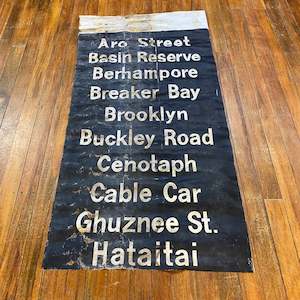 Aro Street
Basin Reserve
Berhampore
Breaker Bay
Brooklyn
Buckley Road
Cenotaph
Cable Car
Ghuznee St.
Hataitai